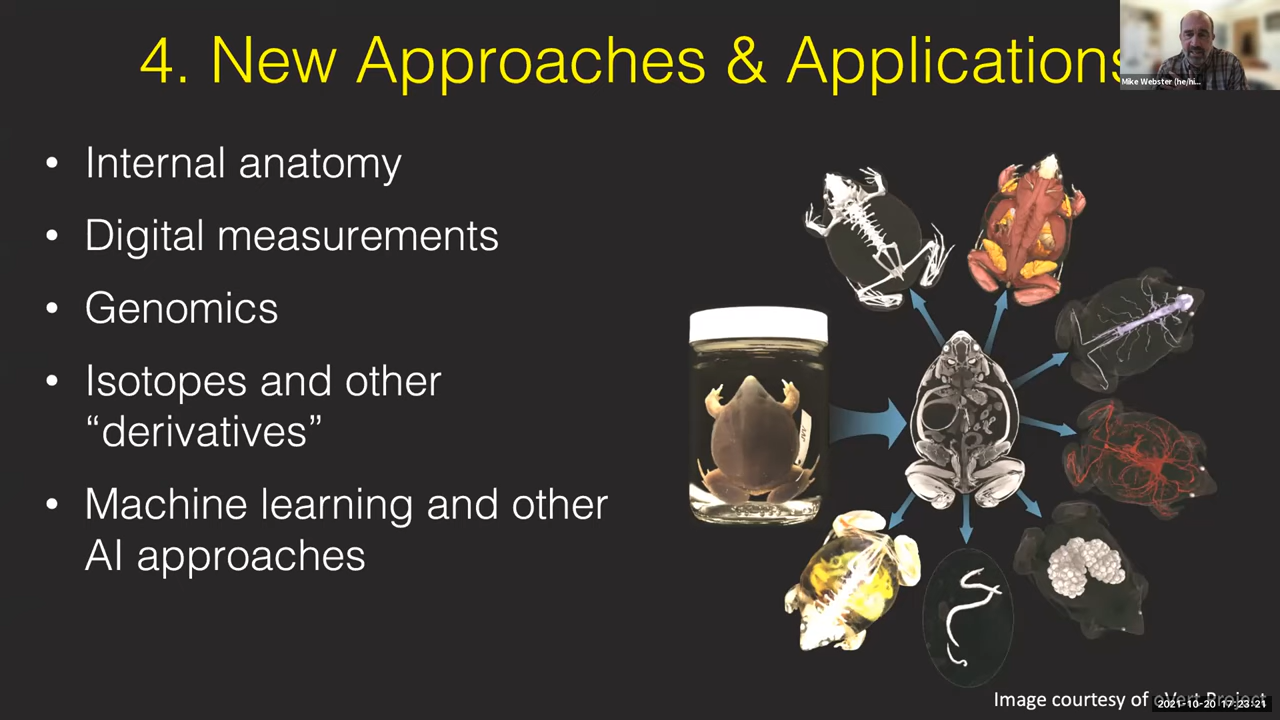 4. New Approaches & Applications
Mike Webster (he/hi...
• Internal anatomy
• Digital measurements
• Genomics
• Isotopes and other
“derivatives”
• Machine learning and other
AI approaches
Image courtesy of oVert Project
2021-10-20 17:23:21